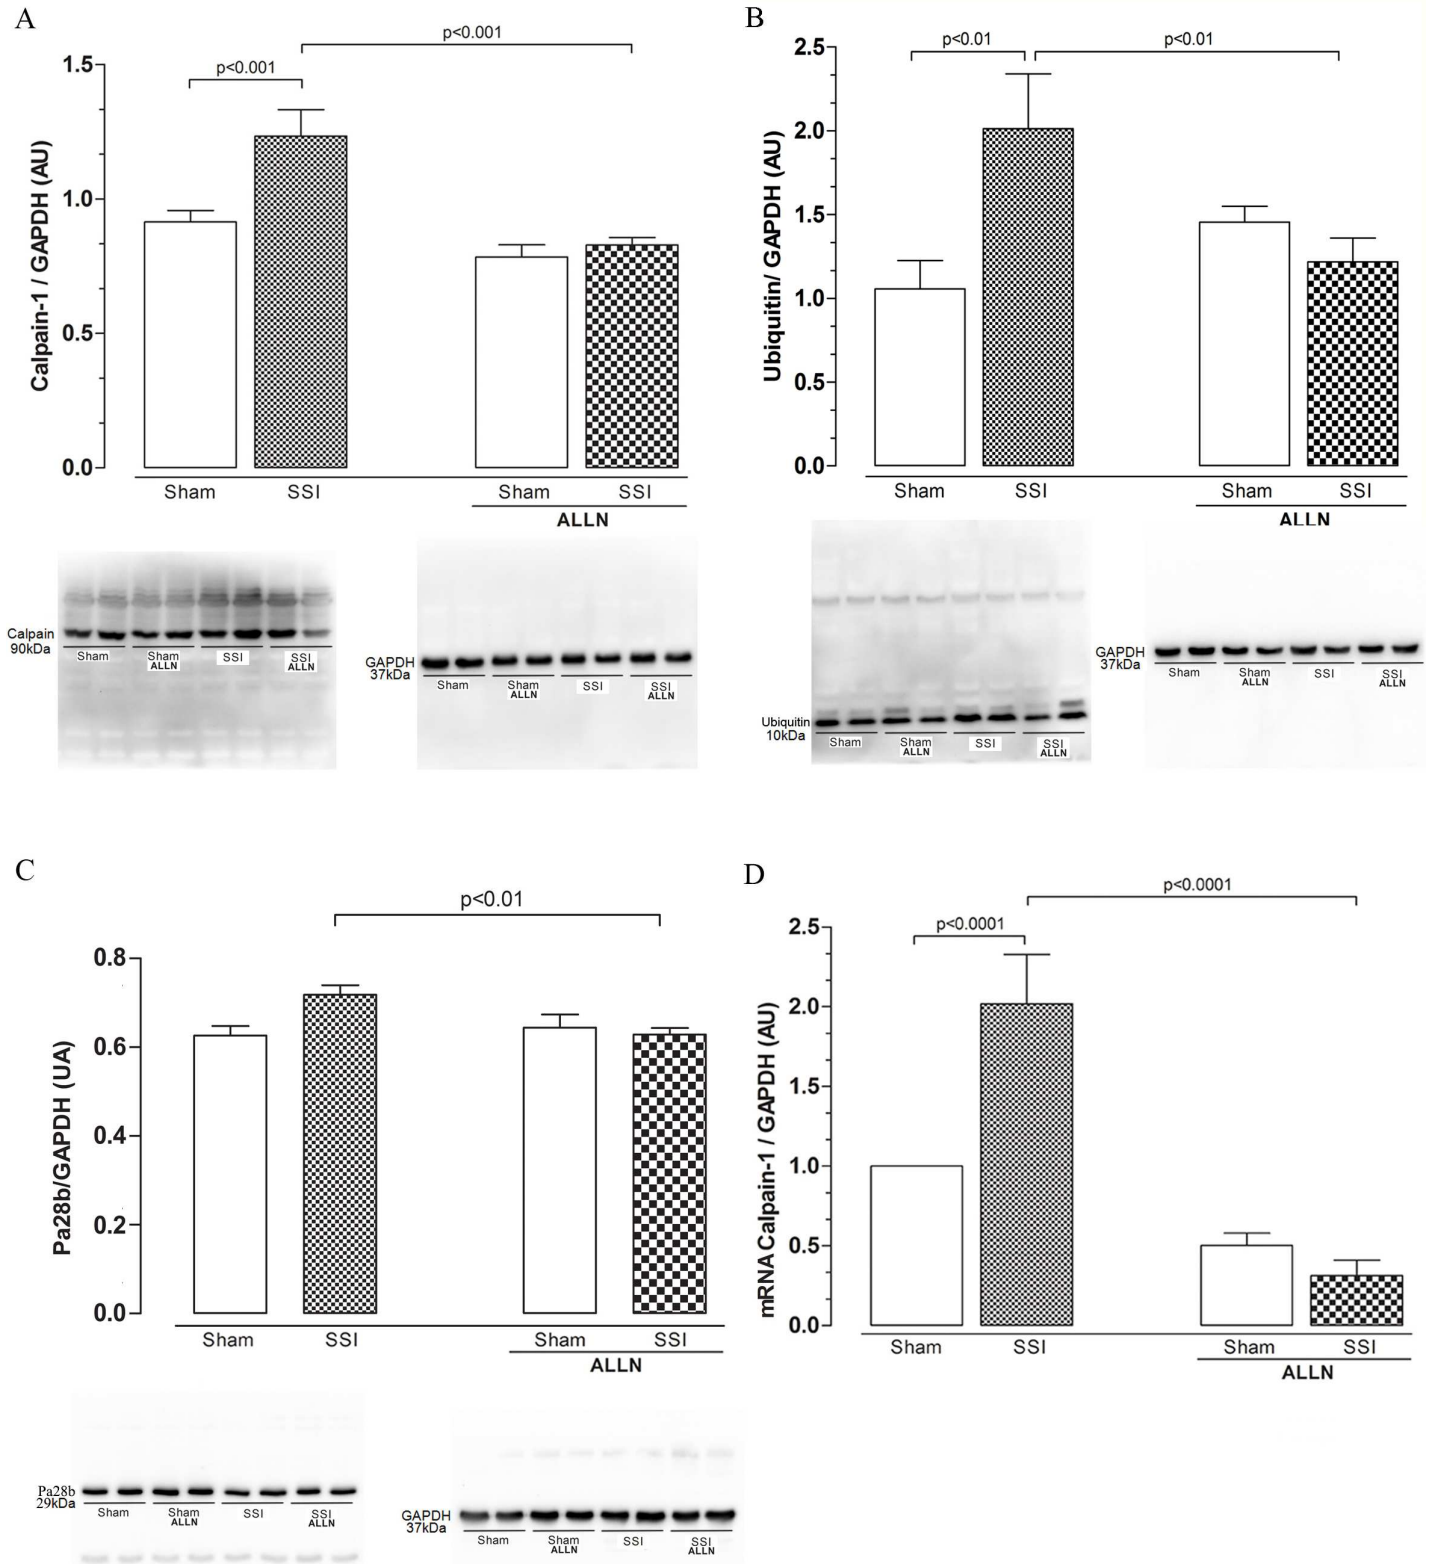 A
p<0.001
p<0.001
1.5
1.0
0.5
0.0
Calpain-1 / GAPDH (AU)
Sham SSI Sham SSI
ALLN
Calpain
90kDa
Sham Sham SSI SSI
ALLN ALLN
GAPDH
37kDa
Sham Sham SSI SSI
ALLN ALLN
B
p<0.01 p<0.01
2.5
2.0
1.5
1.0
0.5
0.0
Ubiquitin/ GAPDH (AU)
Sham SSI Sham SSI
ALLN
Ubiquitin
10kDa
Sham Sham SSI SSI
ALLN ALLN
GAPDH
37kDa
Sham Sham SSI SSI
ALLN ALLN
C
p<0.01
0.8
0.6
0.4
0.2
0.0
Pa28b/GAPDH (UA)
Sham SSI Sham SSI
ALLN
Pa28b
29kDa
Sham Sham SSI SSI
ALLN ALLN
GAPDH
37kDa
Sham Sham SSI SSI
ALLN ALLN
D
p<0.0001
p<0.0001
2.5
2.0
1.5
1.0
0.5
0.0
mRNA Calpain-1 / GAPDH (AU)
Sham SSI Sham SSI
ALLN